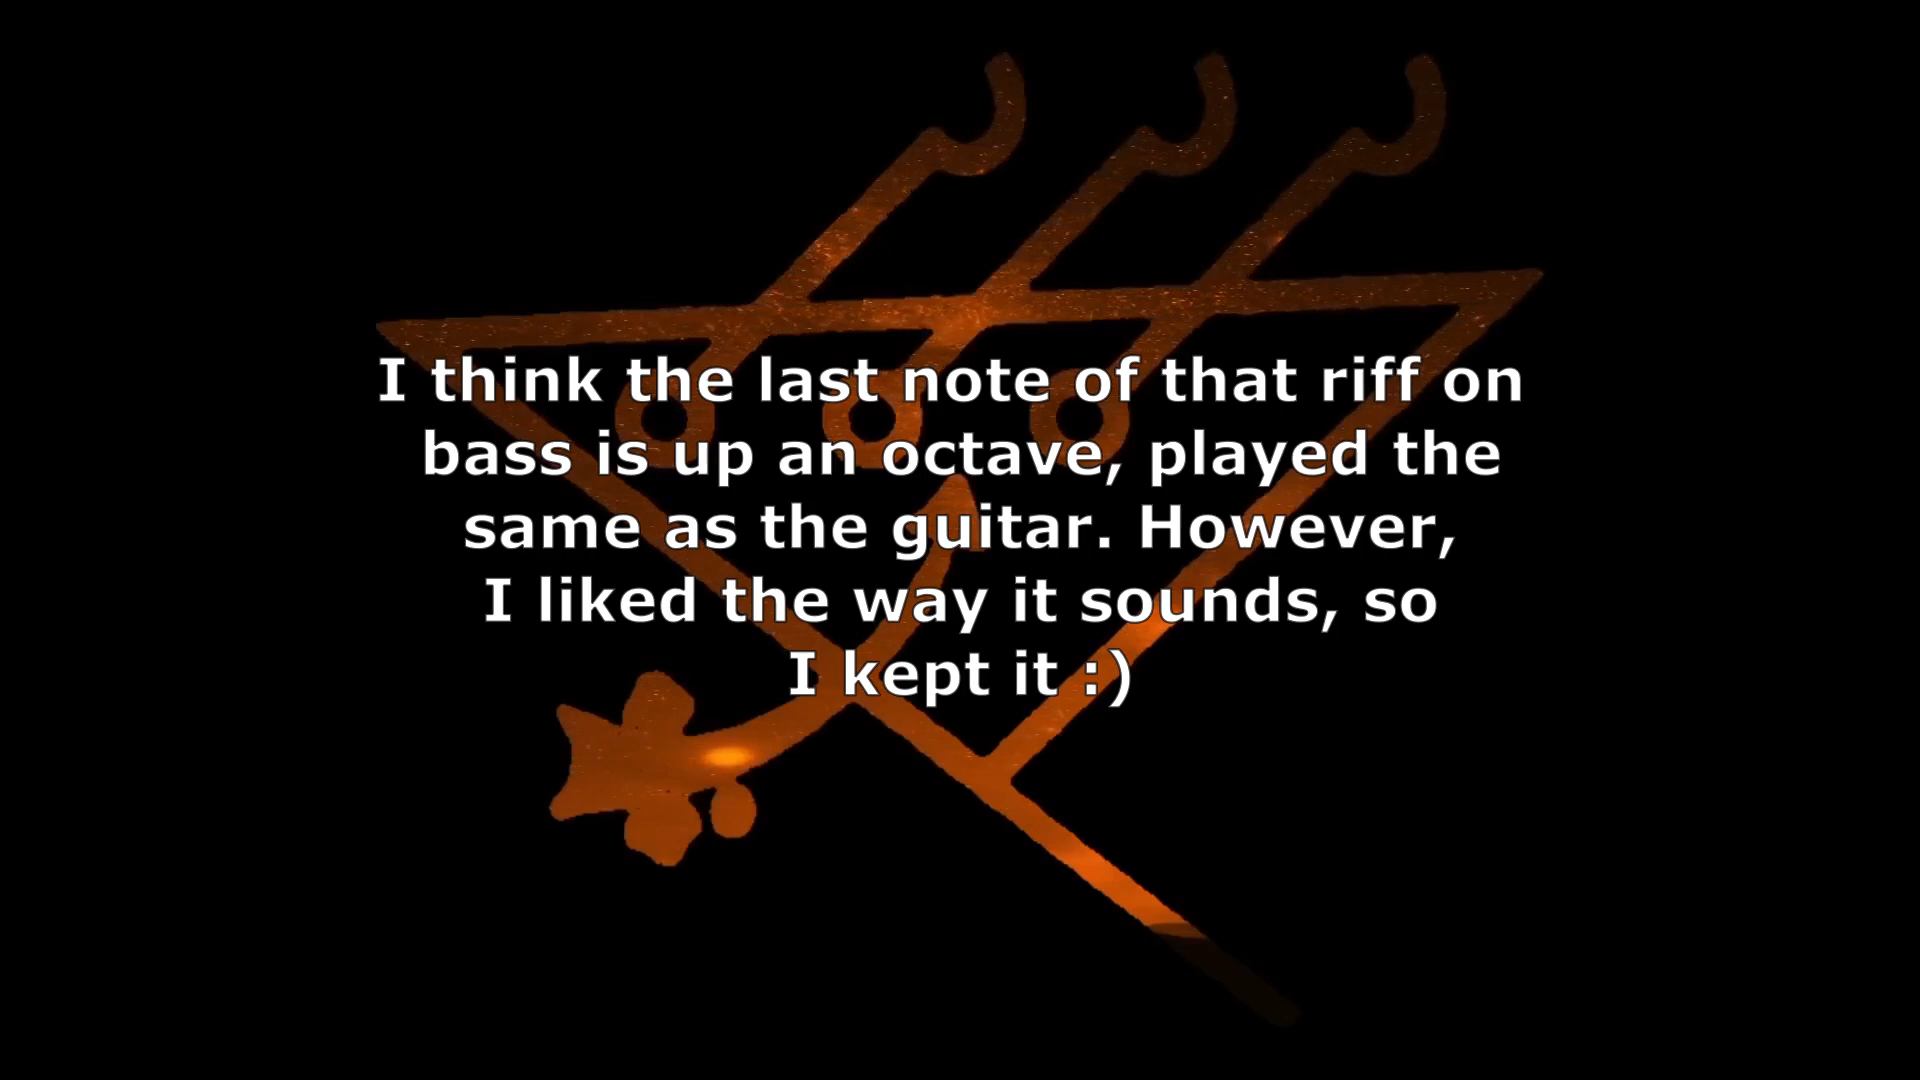 I think the last note of that riff on
bass is up an octave, played the
same as the guitar. However,
I liked the way it sounds, so
I kept it :)